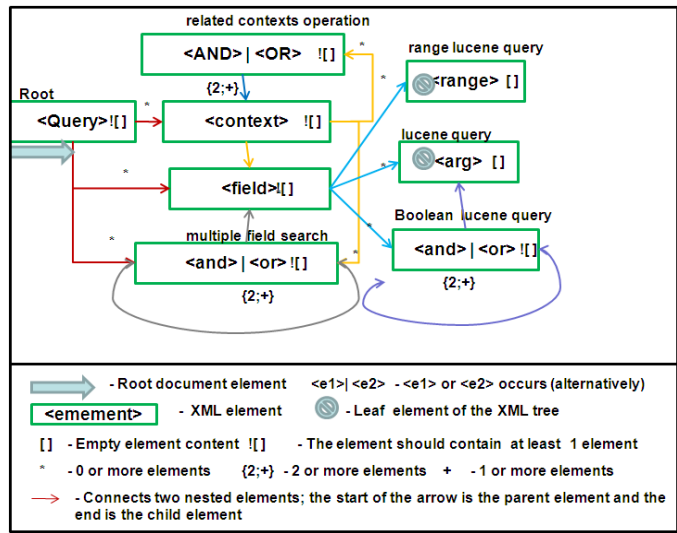 related contexts operation
<AND> | <OR> ![]
*
range lucene query
*
<range> []
{2;+}
Root
*
<Query> ![]
<context> ![]
lucene query
*
<arg> []
*
<field> ![]
*
Boolean lucene query
multiple field search
*
*
<and> | <or> ![]
<and> | <or> ![]
{2;+}
{2;+}
- Root document element <e1>| <e2> - <e1> or <e2> occurs (alternatively)
<emement> - XML element - Leaf element of the XML tree
[ ] - Empty element content ![] - The element should contain at least 1 element
* - 0 or more elements {2;+} - 2 or more elements + - 1 or more elements
- Connects two nested elements; the start of the arrow is the parent element and the
end is the child element